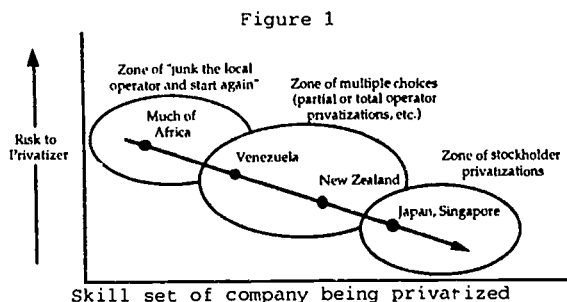 Figure 1
Zone of "junk the local
operator and start again"
Zone of multiple choices
(partial or total operator
privatizations, etc.)
Much of
Africa
Risk to
Privatizer
Venezuela
Zone of stockholder
privatizations
New Zealand
Japan, Singapore
Skill set of company being privatized